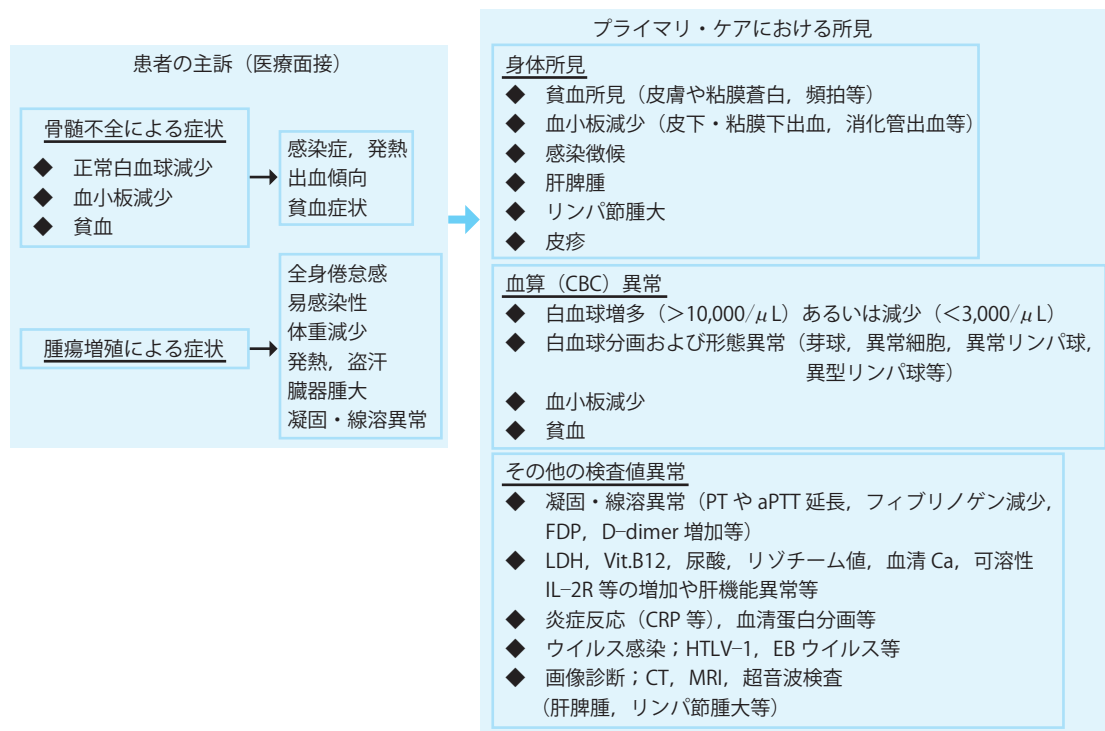 患者の主訴（医療面接）
骨髄不全による症状
◆ 正常白血球減少
◆ 血小板減少
◆ 貧血
感染症，発熱
出血傾向
貧血症状
腫瘍増殖による症状
全身倦怠感
易感染性
体重減少
発熱，盗汗
臓器腫大
凝固・線溶異常
プライマリ・ケアにおける所見
身体所見
◆ 貧血所見（皮膚や粘膜蒼白，頻拍等）
◆ 血小板減少（皮下・粘膜下出血，消化管出血等）
◆ 感染徴候
◆ 肝脾腫
◆ リンパ節腫大
◆ 皮疹
血算（CBC）異常
◆ 白血球増多（＞10,000/μL）あるいは減少（＜3,000/μL）
◆ 白血球分画および形態異常（芽球，異常細胞，異常リンパ球，
異型リンパ球等）
◆ 血小板減少
◆ 貧血
その他の検査値異常
◆ 凝固・線溶異常（PT や aPTT 延長，フィブリノゲン減少，
FDP，D-dimer 増加等）
◆ LDH，Vit.B12，尿酸，リゾチーム値，血清 Ca，可溶性
IL-2R 等の増加や肝機能異常等
◆ 炎症反応（CRP 等），血清蛋白分画等
◆ ウイルス感染；HTLV-1，EB ウイルス等
◆ 画像診断；CT，MRI，超音波検査
（肝脾腫，リンパ節腫大等）